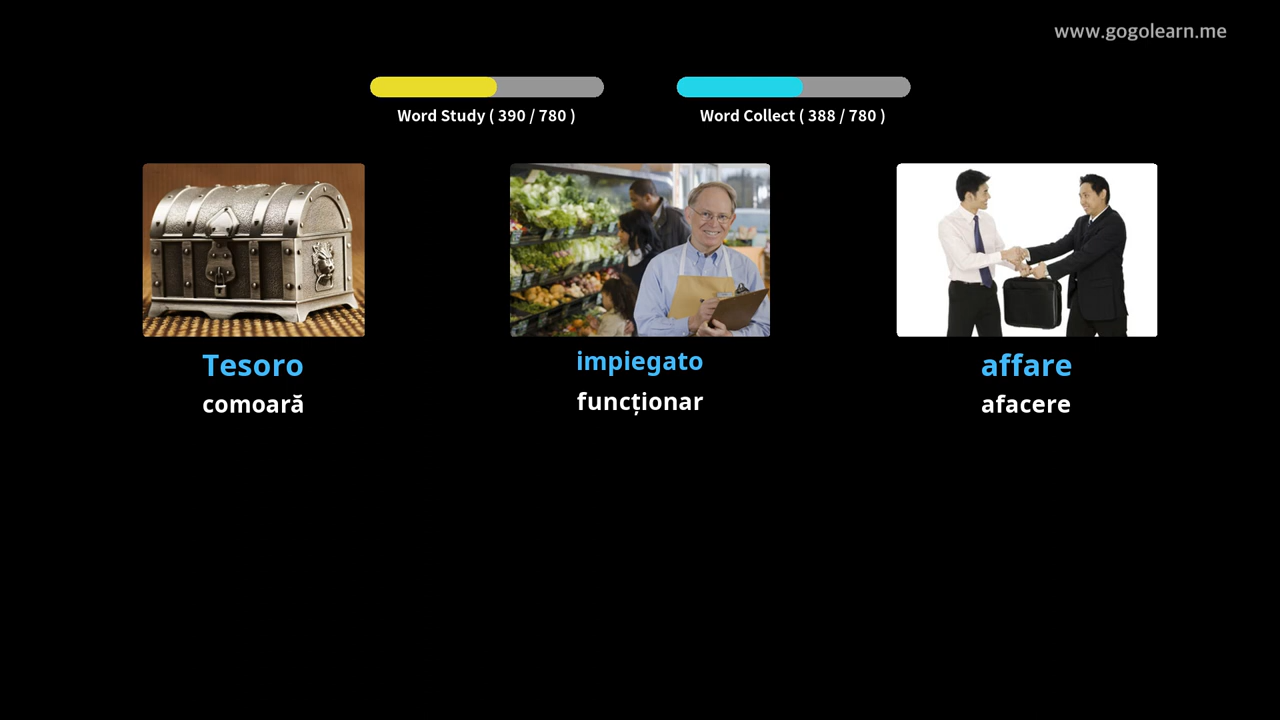 www.gogolearn.me
Word Study ( 390 / 780 )
Word Collect ( 388 / 780 )
Tesoro
comoară
impiegato
funcționar
affare
afacere